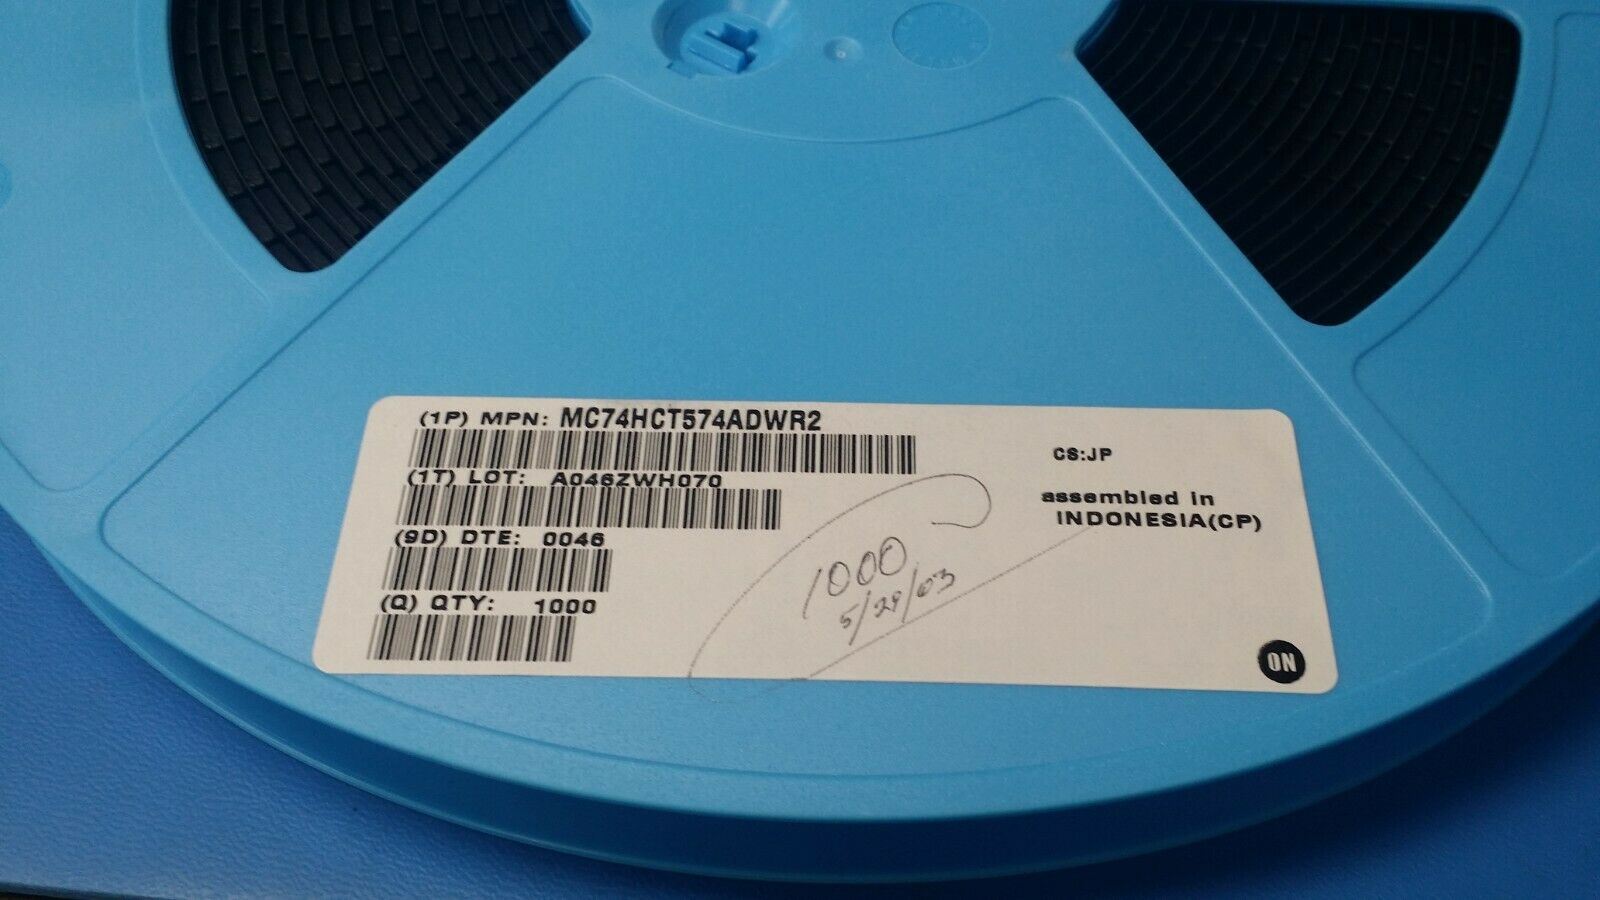 (1P) MPN: MC74HCT574ADWR2
(1T) LOT: A046ZWH070
(9D) DTE: 0046
(Q) QTY: 1000
CS:JP
assembled in
INDONESIA(CP)
1000
5/29/03
ON